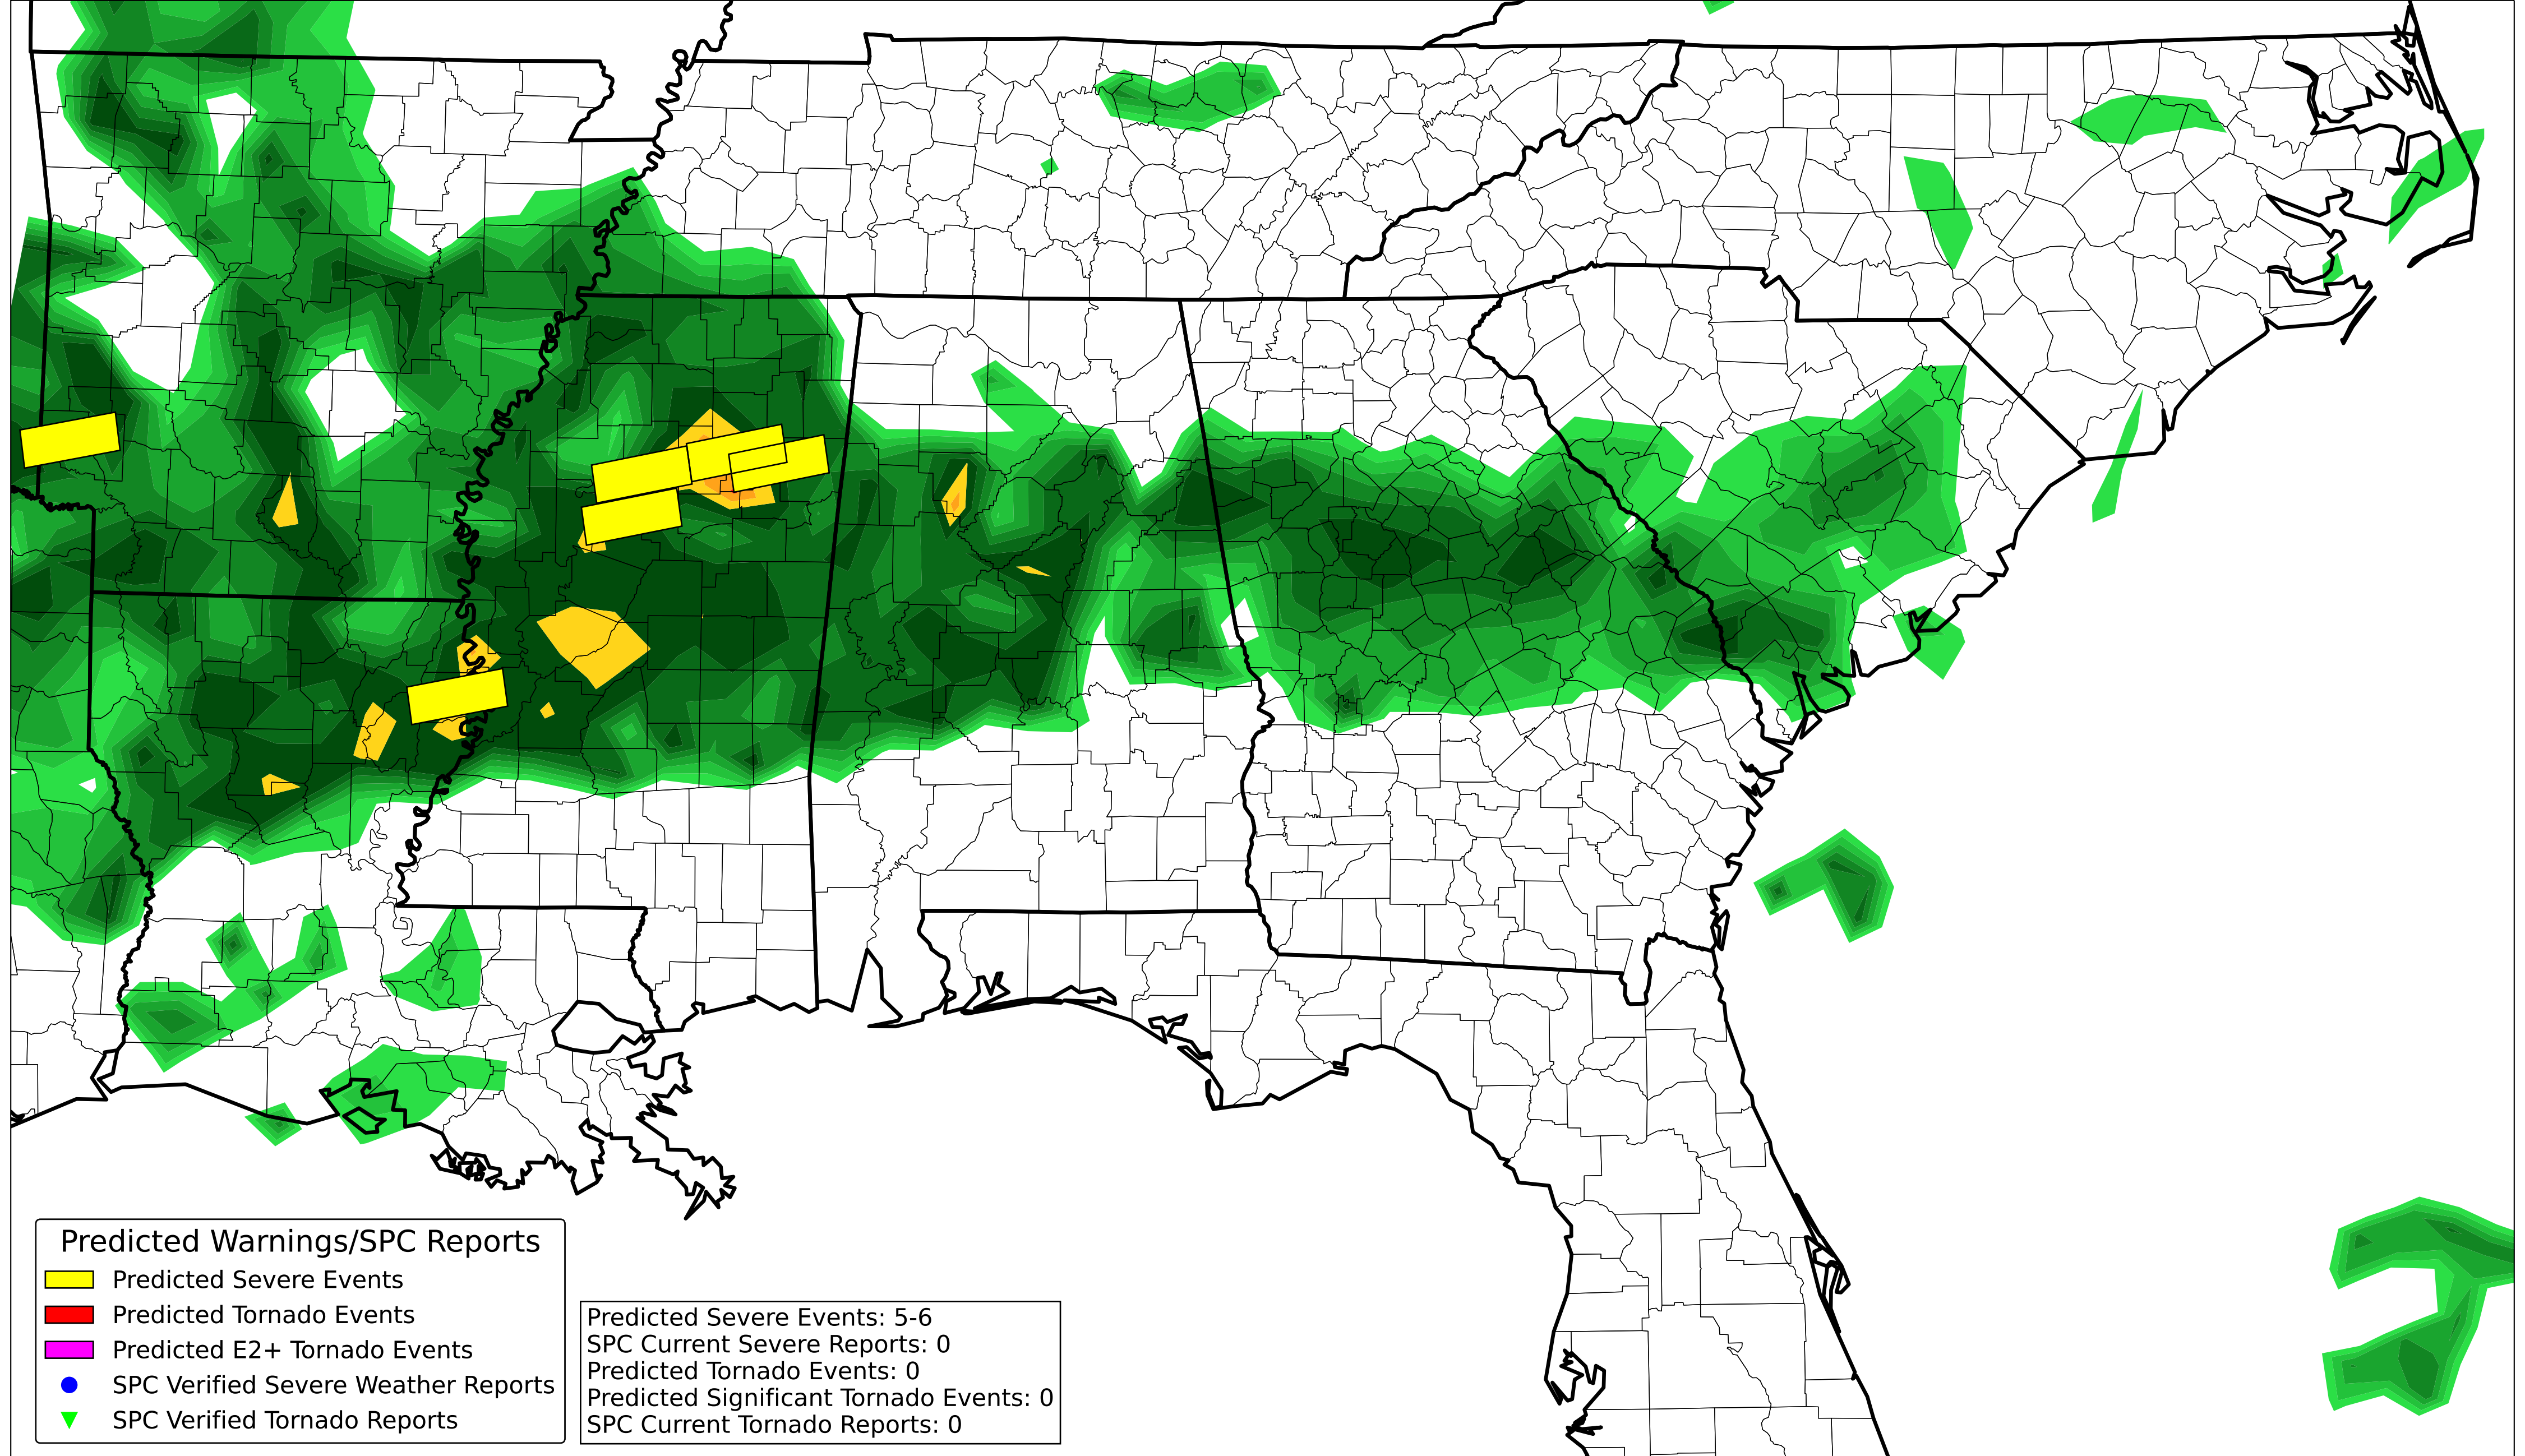 Predicted Warnings/SPC Reports
Predicted Severe Events
Predicted Tornado Events
Predicted E2+ Tornado Events
SPC Verified Severe Weather Reports
SPC Verified Tornado Reports
Predicted Severe Events: 5-6
SPC Current Severe Reports: 0
Predicted Tornado Events: 0
Predicted Significant Tornado Events: 0
SPC Current Tornado Reports: 0